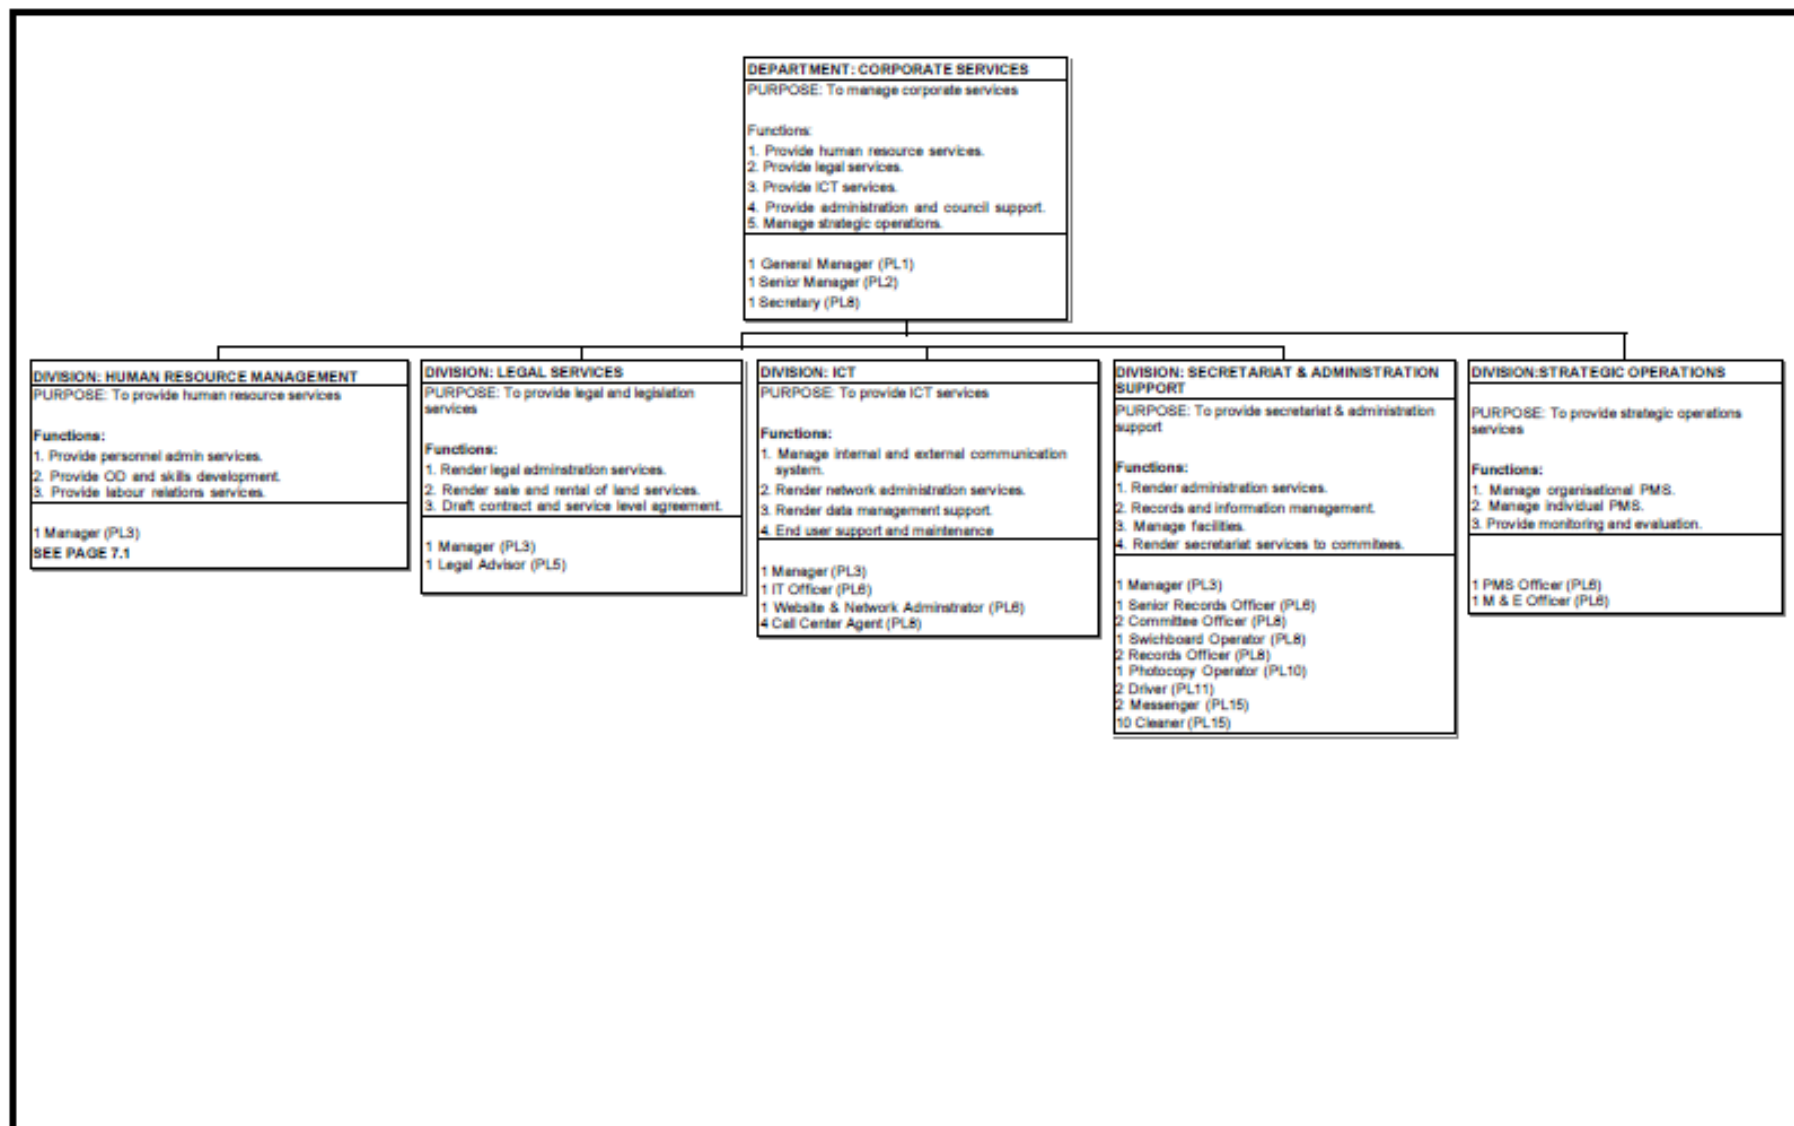 DEPARTMENT: CORPORATE SERVICES
PURPOSE: To manage corporate services
Functions:
1. Provide human resource services.
2. Provide legal services.
3. Provide ICT services.
4. Provide administration and council support.
5. Manage strategic operations.
1 General Manager (PL1)
1 Senior Manager (PL2)
1 Secretary (PL8)
DIVISION: HUMAN RESOURCE MANAGEMENT
PURPOSE: To provide human resource services
Functions:
1. Provide personnel admin services.
2. Provide OD and skills development.
3. Provide labour relations services.
1 Manager (PL3)
SEE PAGE 7.1
DIVISION: LEGAL SERVICES
PURPOSE: To provide legal and legislation
services
Functions:
1. Render legal adminstration services.
2. Render sale and rental of land services.
3. Draft contract and service level agreement.
1 Manager (PL3)
1 Legal Advisor (PL5)
DIVISION: ICT
PURPOSE: To provide ICT services
Functions:
1. Manage internal and external communication
system.
2. Render network administration services.
3. Render data management support.
4. End user support and maintenance
1 Manager (PL3)
1 IT Officer (PL6)
1 Website & Network Adminstrator (PL6)
4 Call Center Agent (PL8)
DIVISION: SECRETARIAT & ADMINISTRATION
SUPPORT
PURPOSE: To provide secretariat & administration
support
Functions:
1. Render administration services.
2. Records and information management.
3. Manage facilities.
4. Render secretariat services to commitees.
1 Manager (PL3)
1 Senior Records Officer (PL6)
2 Committee Officer (PL8)
1 Swichboard Operator (PL8)
2 Records Officer (PL8)
1 Photocopy Operator (PL10)
2 Driver (PL11)
2 Messenger (PL15)
10 Cleaner (PL15)
DIVISION:STRATEGIC OPERATIONS
PURPOSE: To provide strategic operations
services
Functions:
1. Manage organisational PMS.
2. Manage individual PMS.
3. Provide monitoring and evaluation.
1 PMS Officer (PL6)
1 M & E Officer (PL6)